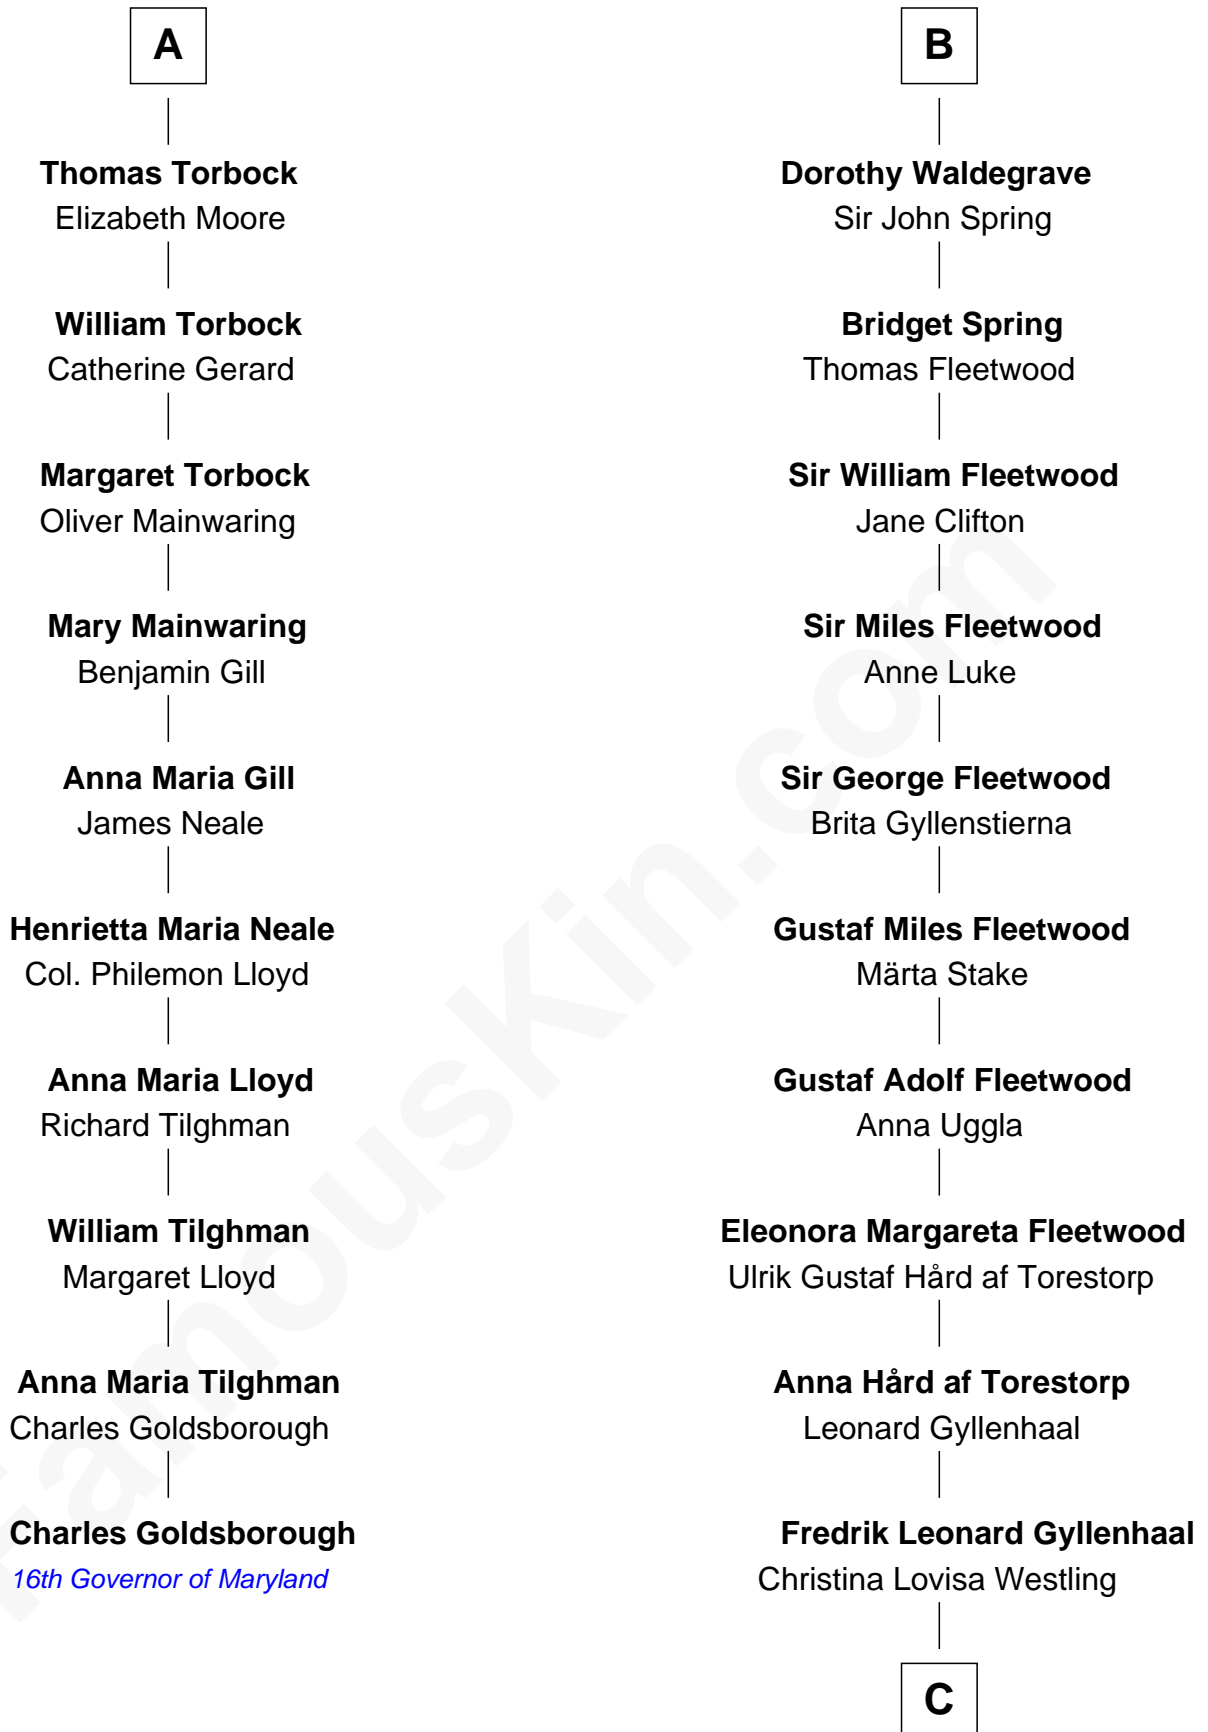 A
Thomas Torbock
Elizabeth Moore
William Torbock
Catherine Gerard
Margaret Torbock
Oliver Mainwaring
Mary Mainwaring
Benjamin Gill
Anna Maria Gill
James Neale
Henrietta Maria Neale
Col. Philemon Lloyd
Anna Maria Lloyd
Richard Tilghman
William Tilghman
Margaret Lloyd
Anna Maria Tilghman
Charles Goldsborough
Charles Goldsborough
16th Governor of Maryland
B
Dorothy Waldegrave
Sir John Spring
Bridget Spring
Thomas Fleetwood
Sir William Fleetwood
Jane Clifton
Sir Miles Fleetwood
Anne Luke
Sir George Fleetwood
Brita Gyllenstierna
Gustaf Miles Fleetwood
Märta Stake
Gustaf Adolf Fleetwood
Anna Uggla
Eleonora Margareta Fleetwood
Ulrik Gustaf Hård af Torestorp
Anna Hård af Torestorp
Leonard Gyllenhaal
Fredrik Leonard Gyllenhaal
Christina Lovisa Westling
C
FamousKin.com